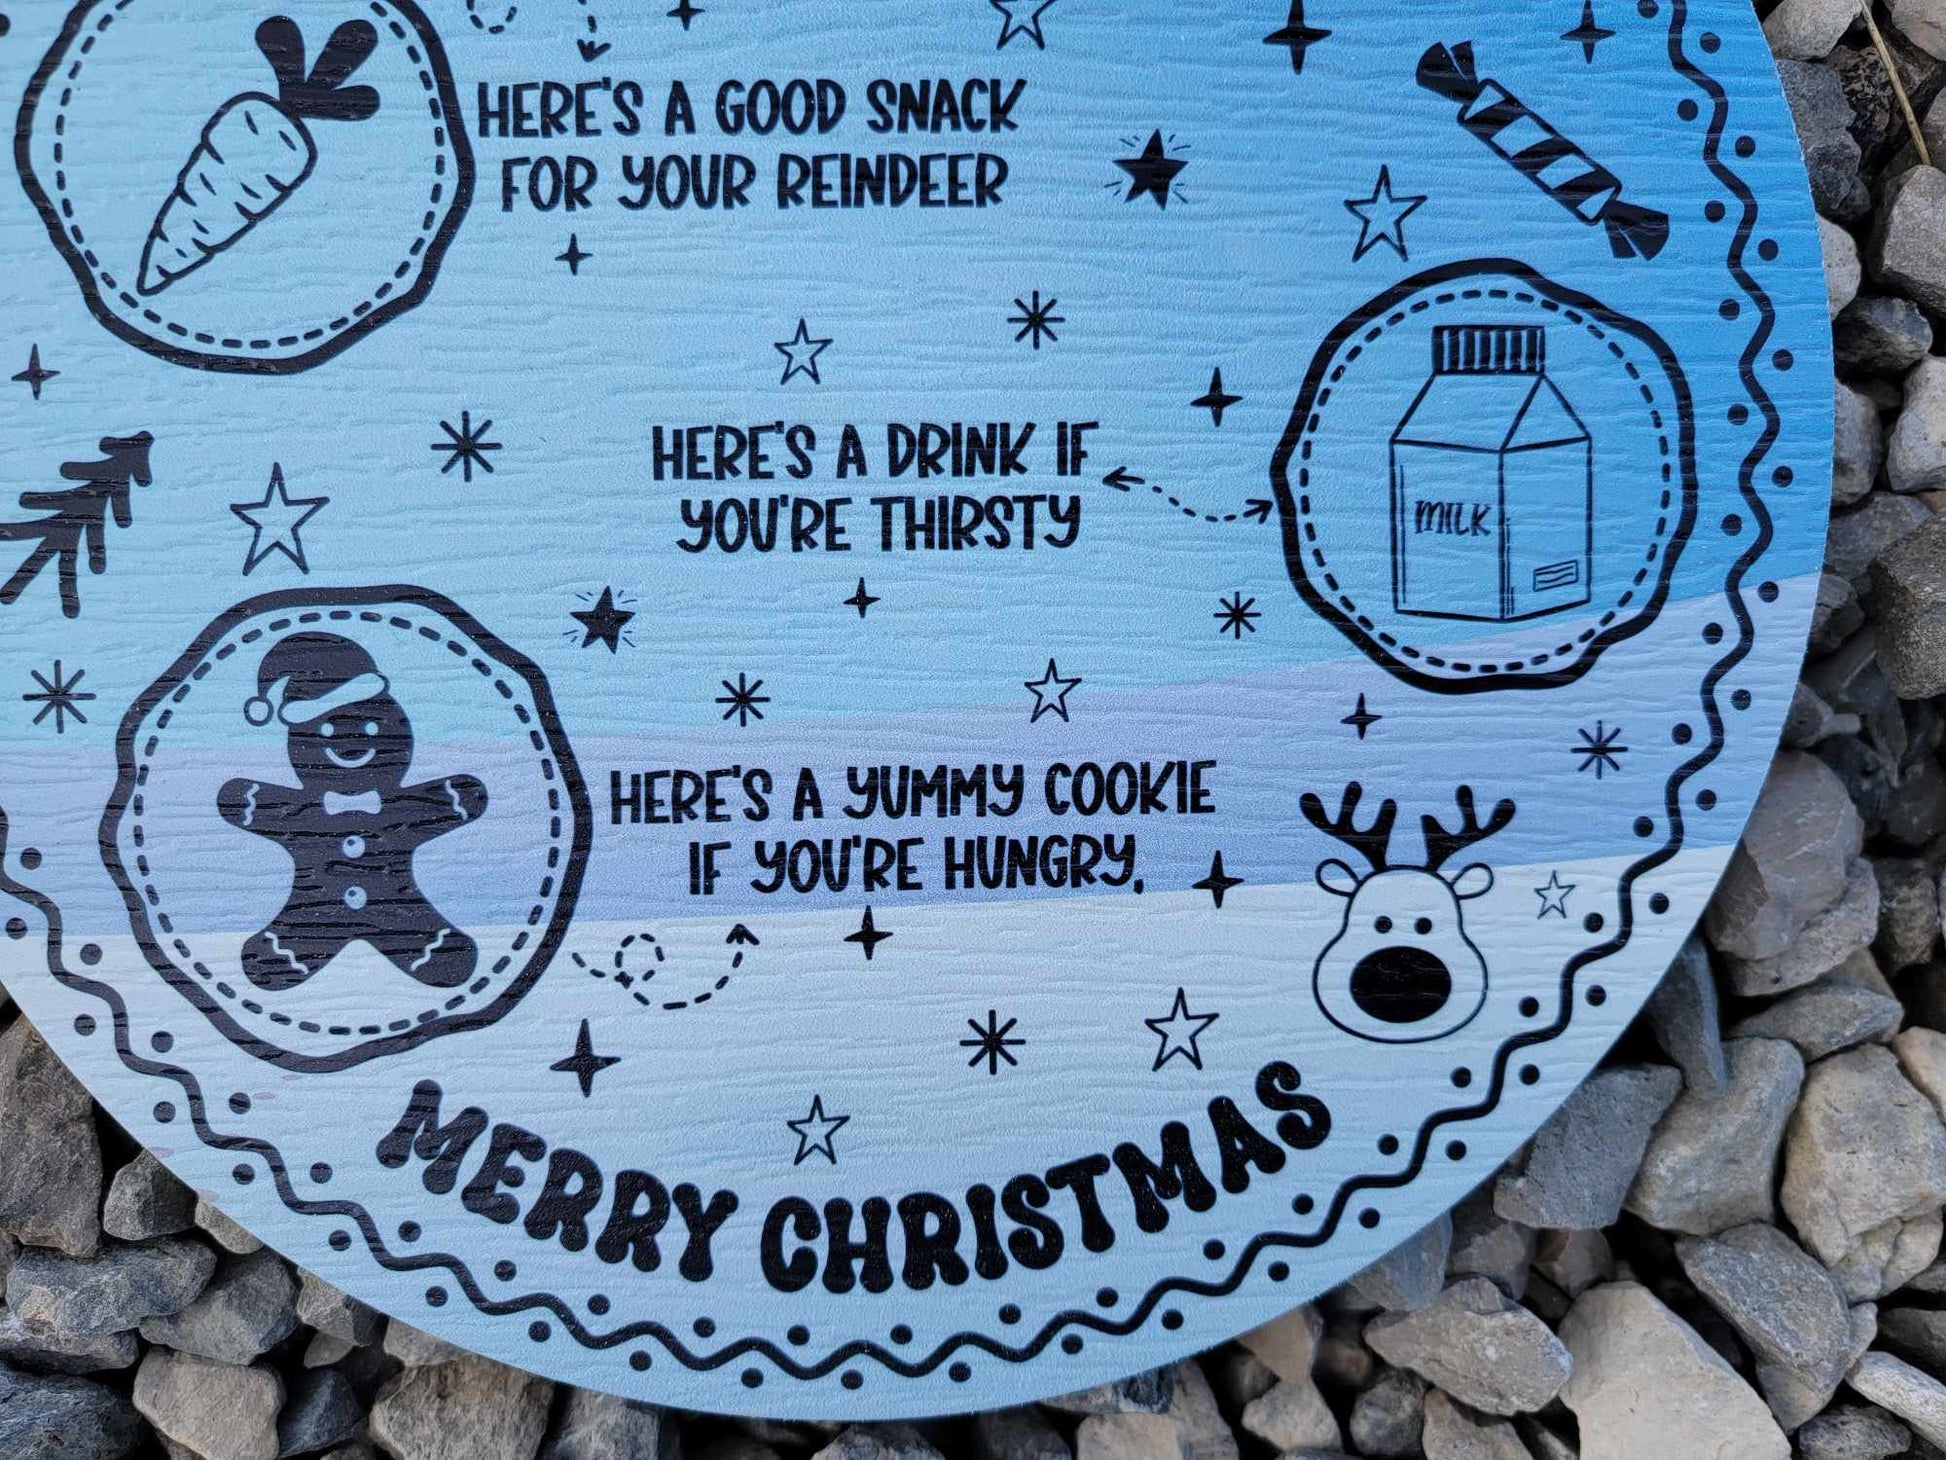 HERE'S A GOOD SNACK
FOR YOUR REINDEER
HERE'S A DRINK IF
YOU'RE THIRSTY
MILK
HERE'S A YUMMY COOKIE
IF YOU'RE HUNGRY,
MERRY CHRISTMAS